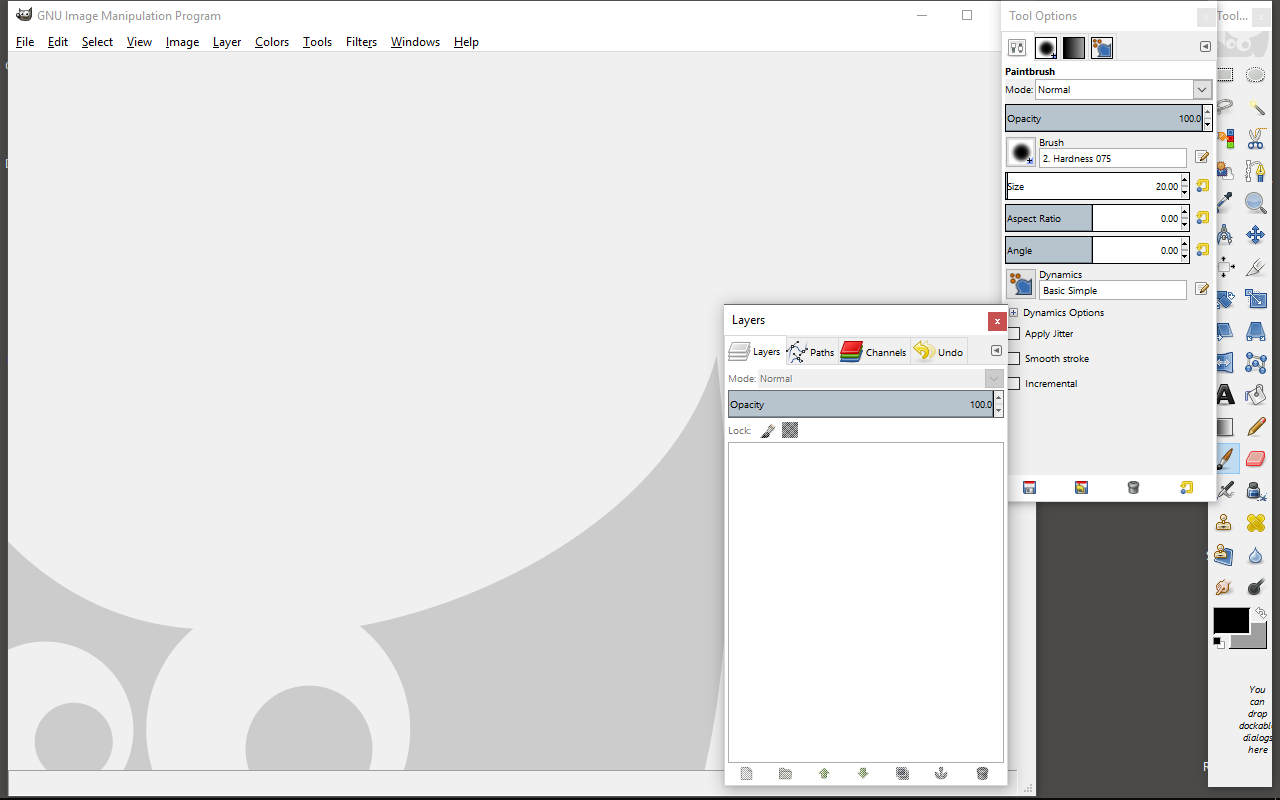 GNU Image Manipulation Program
File Edit Select View Image Layer Colors Tools Filters Windows Help
Tool Options
Tool...
Paintbrush
Mode: Normal
Opacity 100.0
Brush
2. Hardness 075
Size 20.00
Aspect Ratio 0.00
Angle 0.00
Dynamics
Basic Simple
Dynamics Options
Apply Jitter
Smooth stroke
Incremental
Layers
Layers Paths Channels Undo
Mode: Normal
Opacity 100.0
Lock:
You
can
drop
dockable
dialogs
here